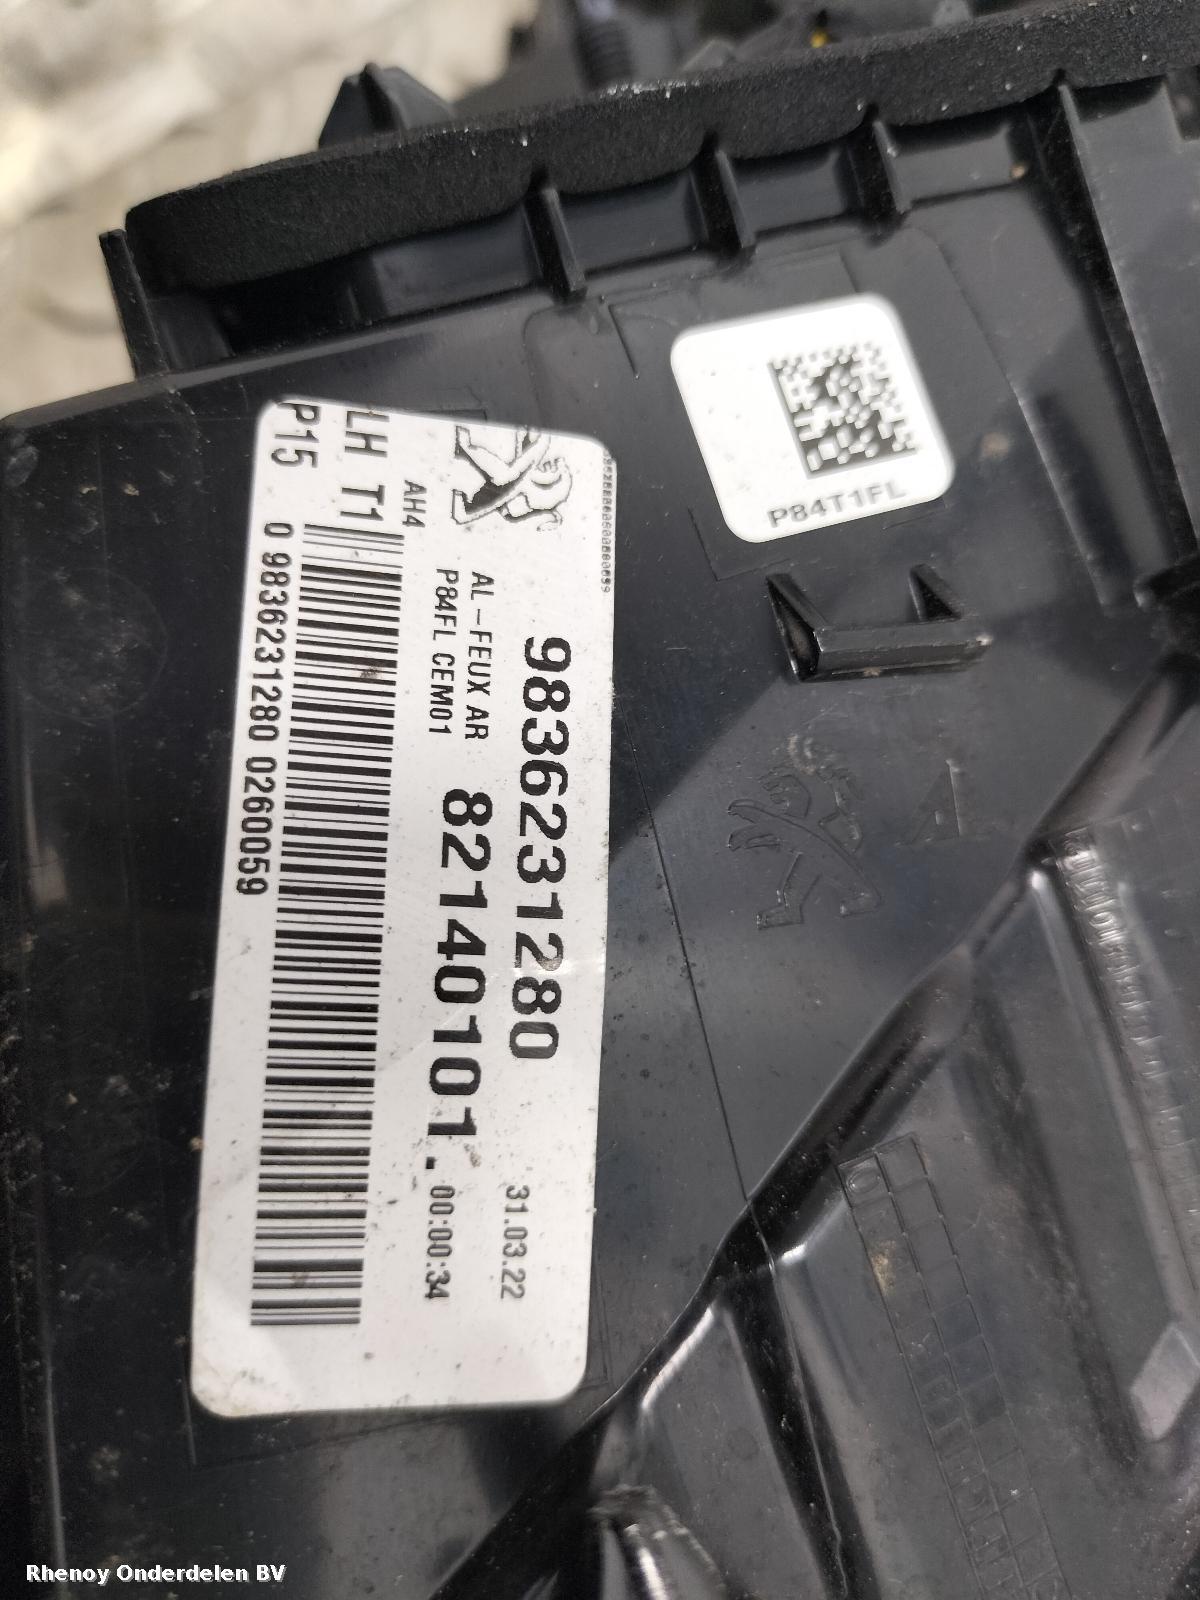 9836231280
31.03.22
AL-FEUX AR
P84FL CEM01
82140101.
00:00:34
AH4
LH T1
P15
0 9836231280 0260059
P84T1FL
Rhenoy Onderdelen BV